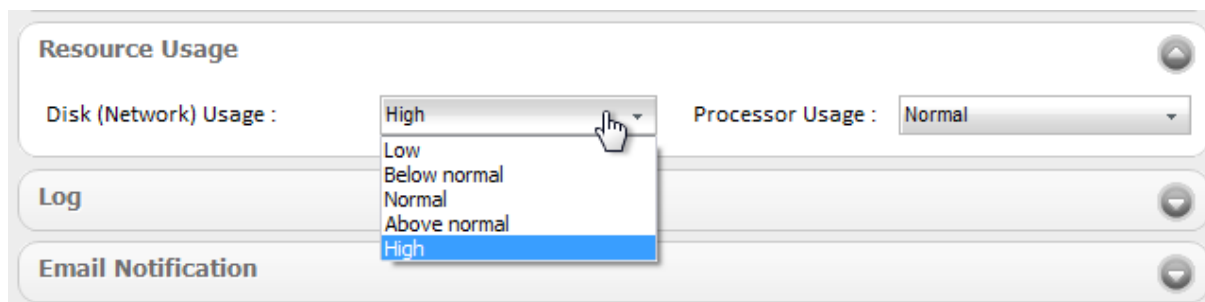 Resource Usage
Disk (Network) Usage : High Processor Usage : Normal
Low
Below normal
Normal
Above normal
High
Log
Email Notification